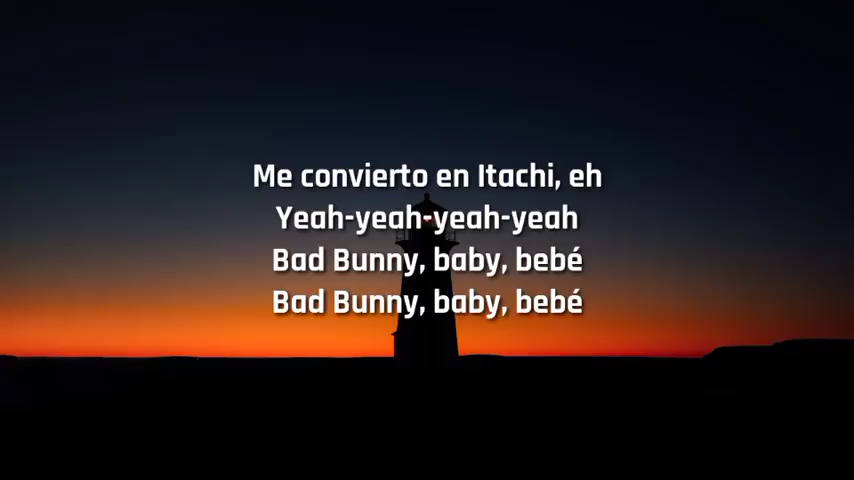 Me convierto en Itachi, eh
Yeah-yeah-yeah-yeah
Bad Bunny, baby, bebé
Bad Bunny, baby, bebé